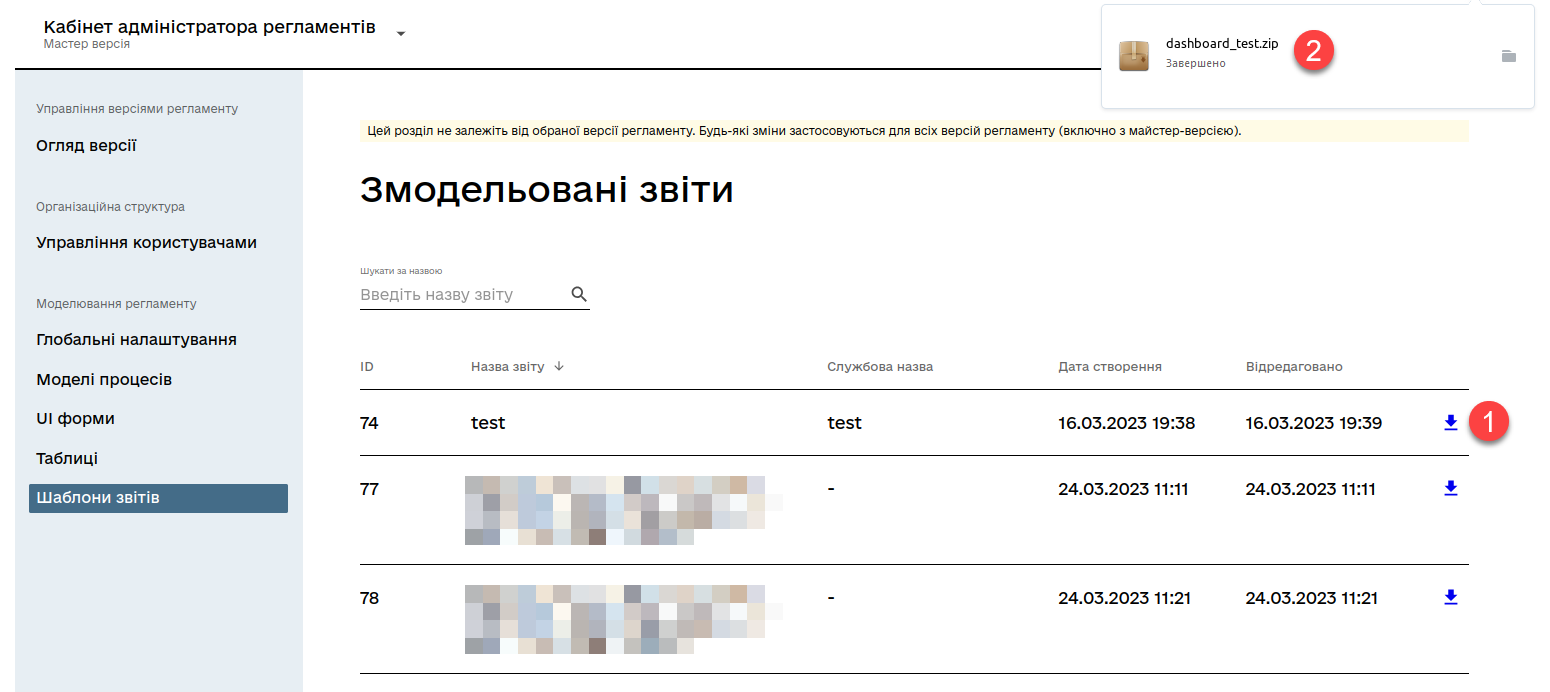 Кабінет адміністратора регламентів
Мастер версія
dashboard_test.zip
Завершено
2
Управління версіями регламенту
Огляд версії
Організаційна структура
Управління користувачами
Моделювання регламенту
Глобальні налаштування
Моделі процесів
UI форми
Таблиці
Шаблони звітів
Цей розділ не залежіть від обраної версії регламенту. Будь-які зміни застосовуються для всіх версій регламенту (включно з майстер-версією).
Змодельовані звіти
Шукати за назвою
Введіть назву звіту
ID Назва звіту Службова назва Дата створення Відредаговано
74 test test 16.03.2023 19:38 16.03.2023 19:39 1
77 - 24.03.2023 11:11 24.03.2023 11:11
78 - 24.03.2023 11:21 24.03.2023 11:21